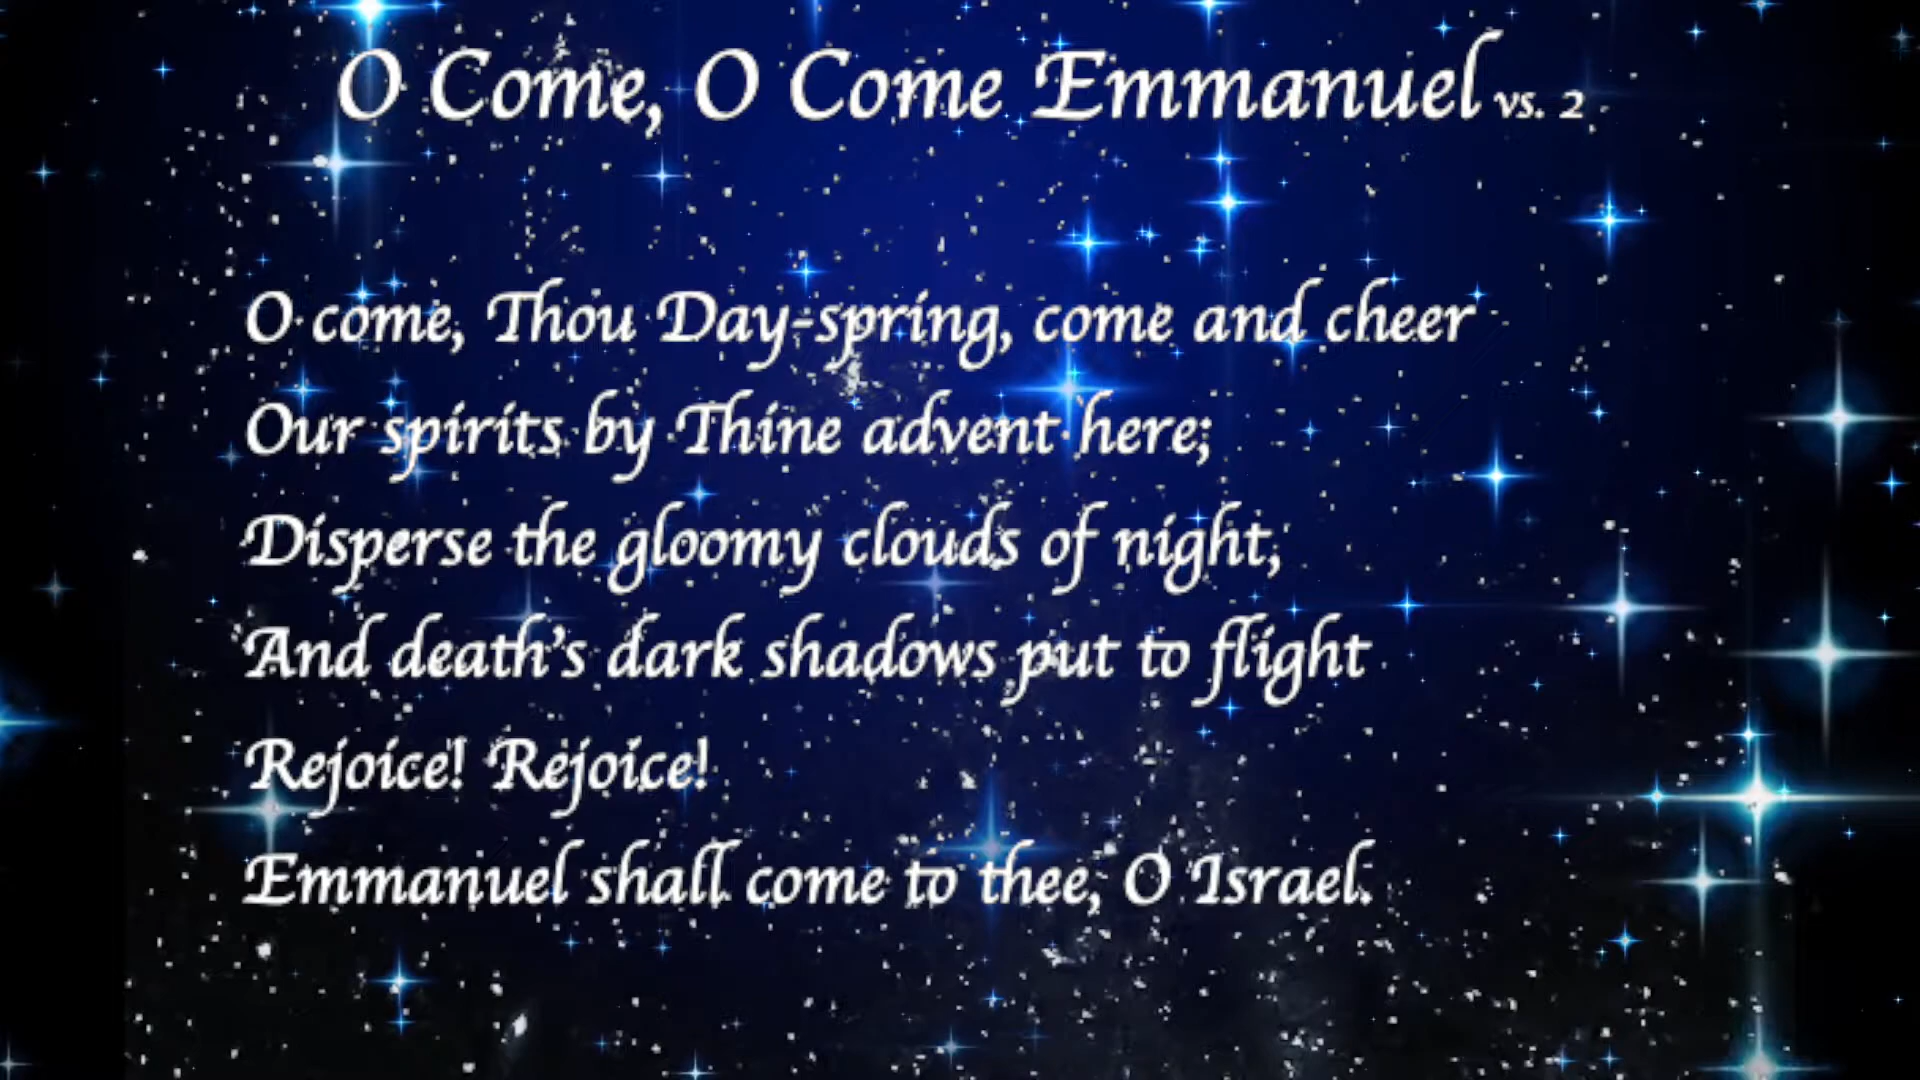 O Come, O Come Emmanuel vs. 2
O come, Thou Day-spring, come and cheer
Our spirits by Thine advent here;
Disperse the gloomy clouds of night,
And death's dark shadows put to flight
Rejoice! Rejoice!
Emmanuel shall come to thee, O Israel.